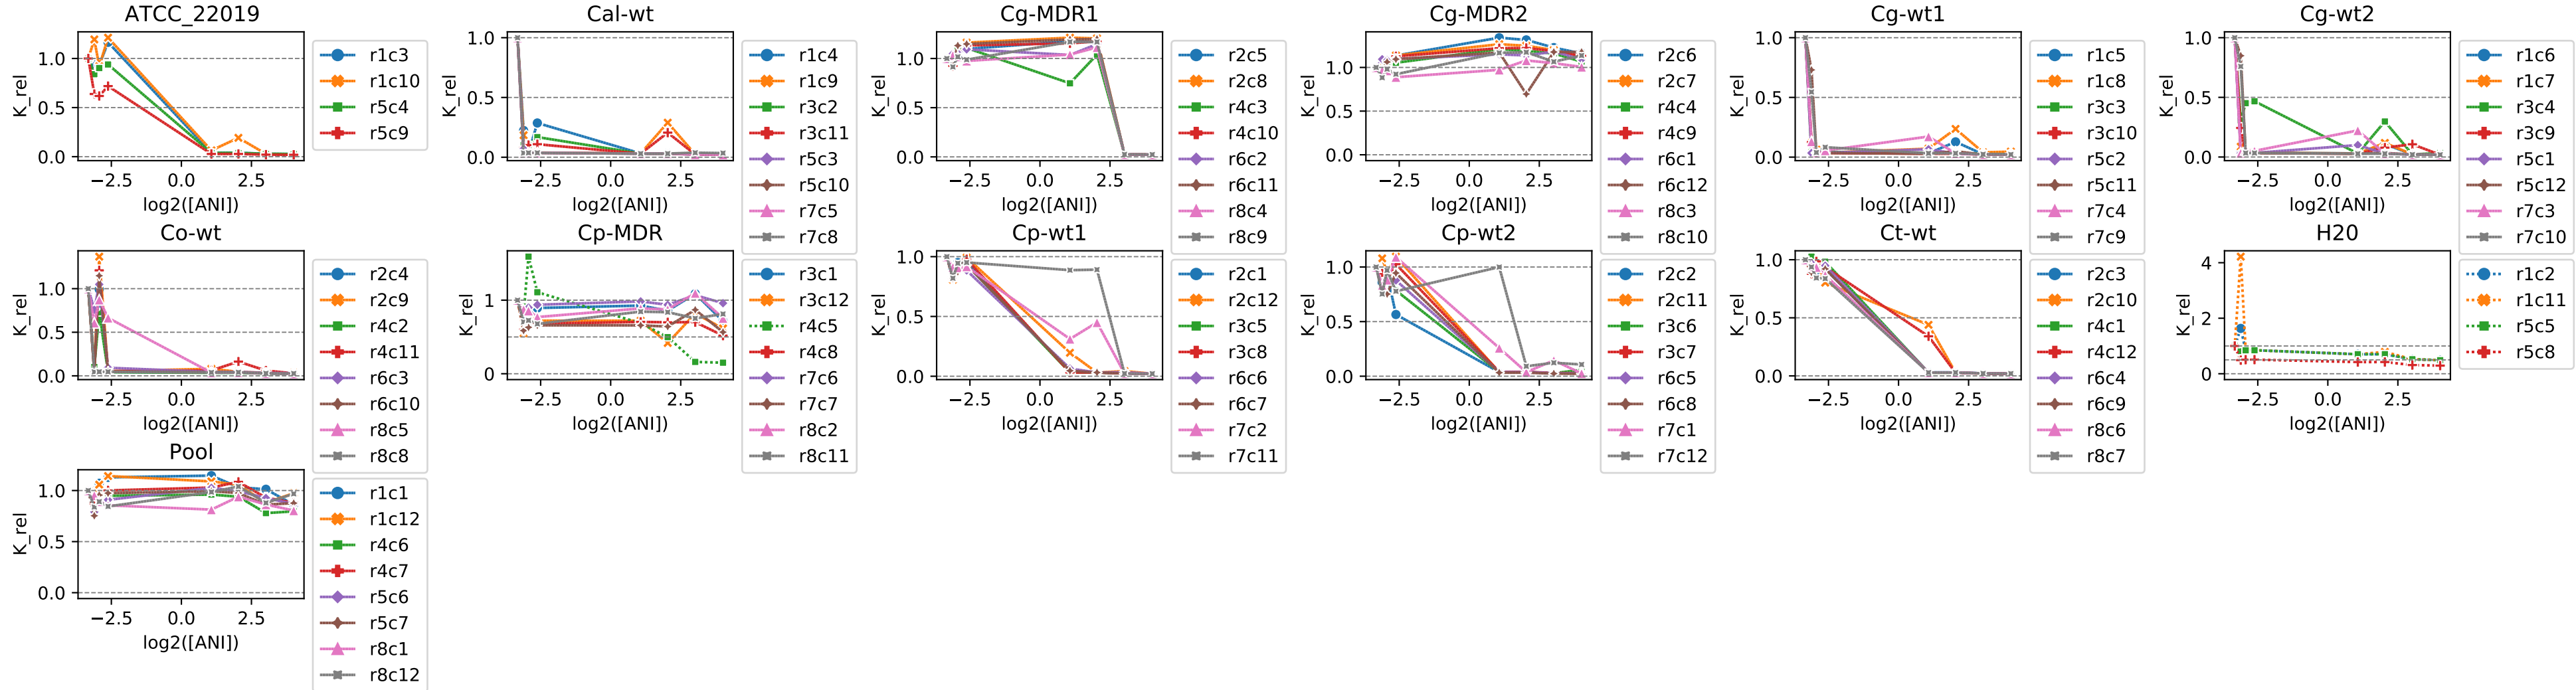 ATCC_22019
K_rel
1.0
0.5
0.0
−2.5 0.0 2.5
log2([ANI])
r1c3
r1c10
r5c4
r5c9
Cal-wt
K_rel
1.0
0.5
0.0
−2.5 0.0 2.5
log2([ANI])
r1c4
r1c9
r3c2
r3c11
r5c3
r5c10
r7c5
r7c8
Cg-MDR1
K_rel
1.0
0.5
0.0
−2.5 0.0 2.5
log2([ANI])
r2c5
r2c8
r4c3
r4c10
r6c2
r6c11
r8c4
r8c9
Cg-MDR2
K_rel
1.0
0.5
0.0
−2.5 0.0 2.5
log2([ANI])
r2c6
r2c7
r4c4
r4c9
r6c1
r6c12
r8c3
r8c10
Cg-wt1
K_rel
1.0
0.5
0.0
−2.5 0.0 2.5
log2([ANI])
r1c5
r1c8
r3c3
r3c10
r5c2
r5c11
r7c4
r7c9
Cg-wt2
K_rel
1.0
0.5
0.0
−2.5 0.0 2.5
log2([ANI])
r1c6
r1c7
r3c4
r3c9
r5c1
r5c12
r7c3
r7c10
Co-wt
K_rel
1.0
0.5
0.0
−2.5 0.0 2.5
log2([ANI])
r2c4
r2c9
r4c2
r4c11
r6c3
r6c10
r8c5
r8c8
Cp-MDR
K_rel
1
0
−2.5 0.0 2.5
log2([ANI])
r3c1
r3c12
r4c5
r4c8
r7c6
r7c7
r8c2
r8c11
Cp-wt1
K_rel
1.0
0.5
0.0
−2.5 0.0 2.5
log2([ANI])
r2c1
r2c12
r3c5
r3c8
r6c6
r6c7
r7c2
r7c11
Cp-wt2
K_rel
1.0
0.5
0.0
−2.5 0.0 2.5
log2([ANI])
r2c2
r2c11
r3c6
r3c7
r6c5
r6c8
r7c1
r7c12
Ct-wt
K_rel
1.0
0.5
0.0
−2.5 0.0 2.5
log2([ANI])
r2c3
r2c10
r4c1
r4c12
r6c4
r6c9
r8c6
r8c7
H20
K_rel
4
2
0
−2.5 0.0 2.5
log2([ANI])
r1c2
r1c11
r5c5
r5c8
Pool
K_rel
1.0
0.5
0.0
−2.5 0.0 2.5
log2([ANI])
r1c1
r1c12
r4c6
r4c7
r5c6
r5c7
r8c1
r8c12